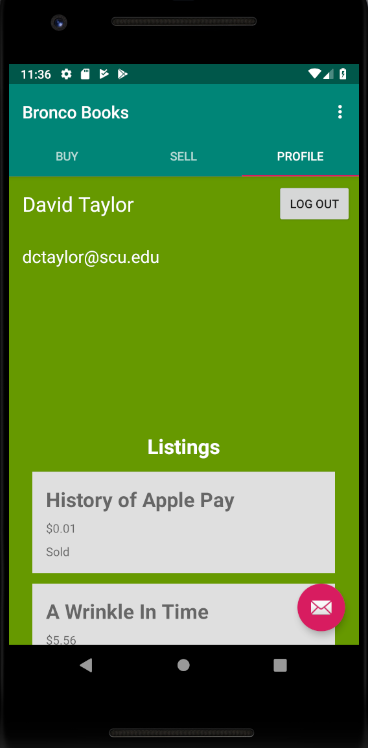 11:36
Bronco Books
BUY SELL PROFILE
David Taylor
LOG OUT
dctaylor@scu.edu
Listings
History of Apple Pay
$0.01
Sold
A Wrinkle In Time
$5.56